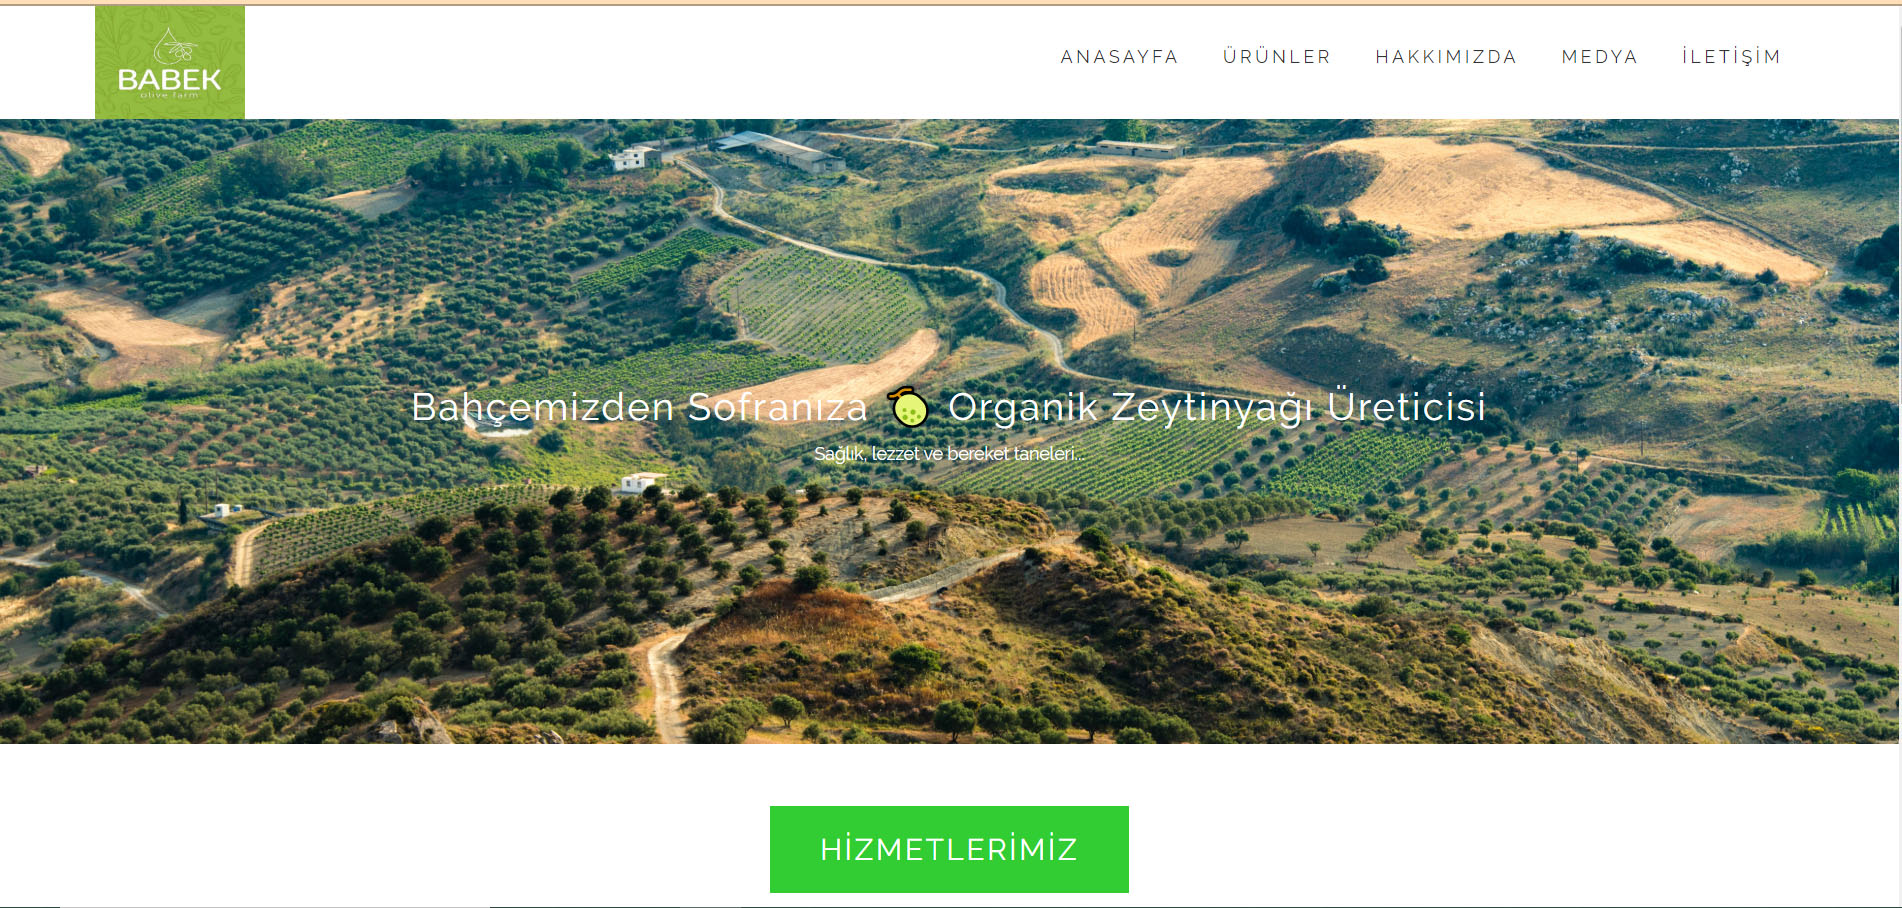 BABEK
olive farm
ANASAYFA ÜRÜNLER HAKKIMIZDA MEDYA İLETİŞİM
Bahçemizden Sofranıza Organik Zeytinyağı Üreticisi
Sağlık, lezzet ve bereket taneleri...
HİZMETLERİMİZ